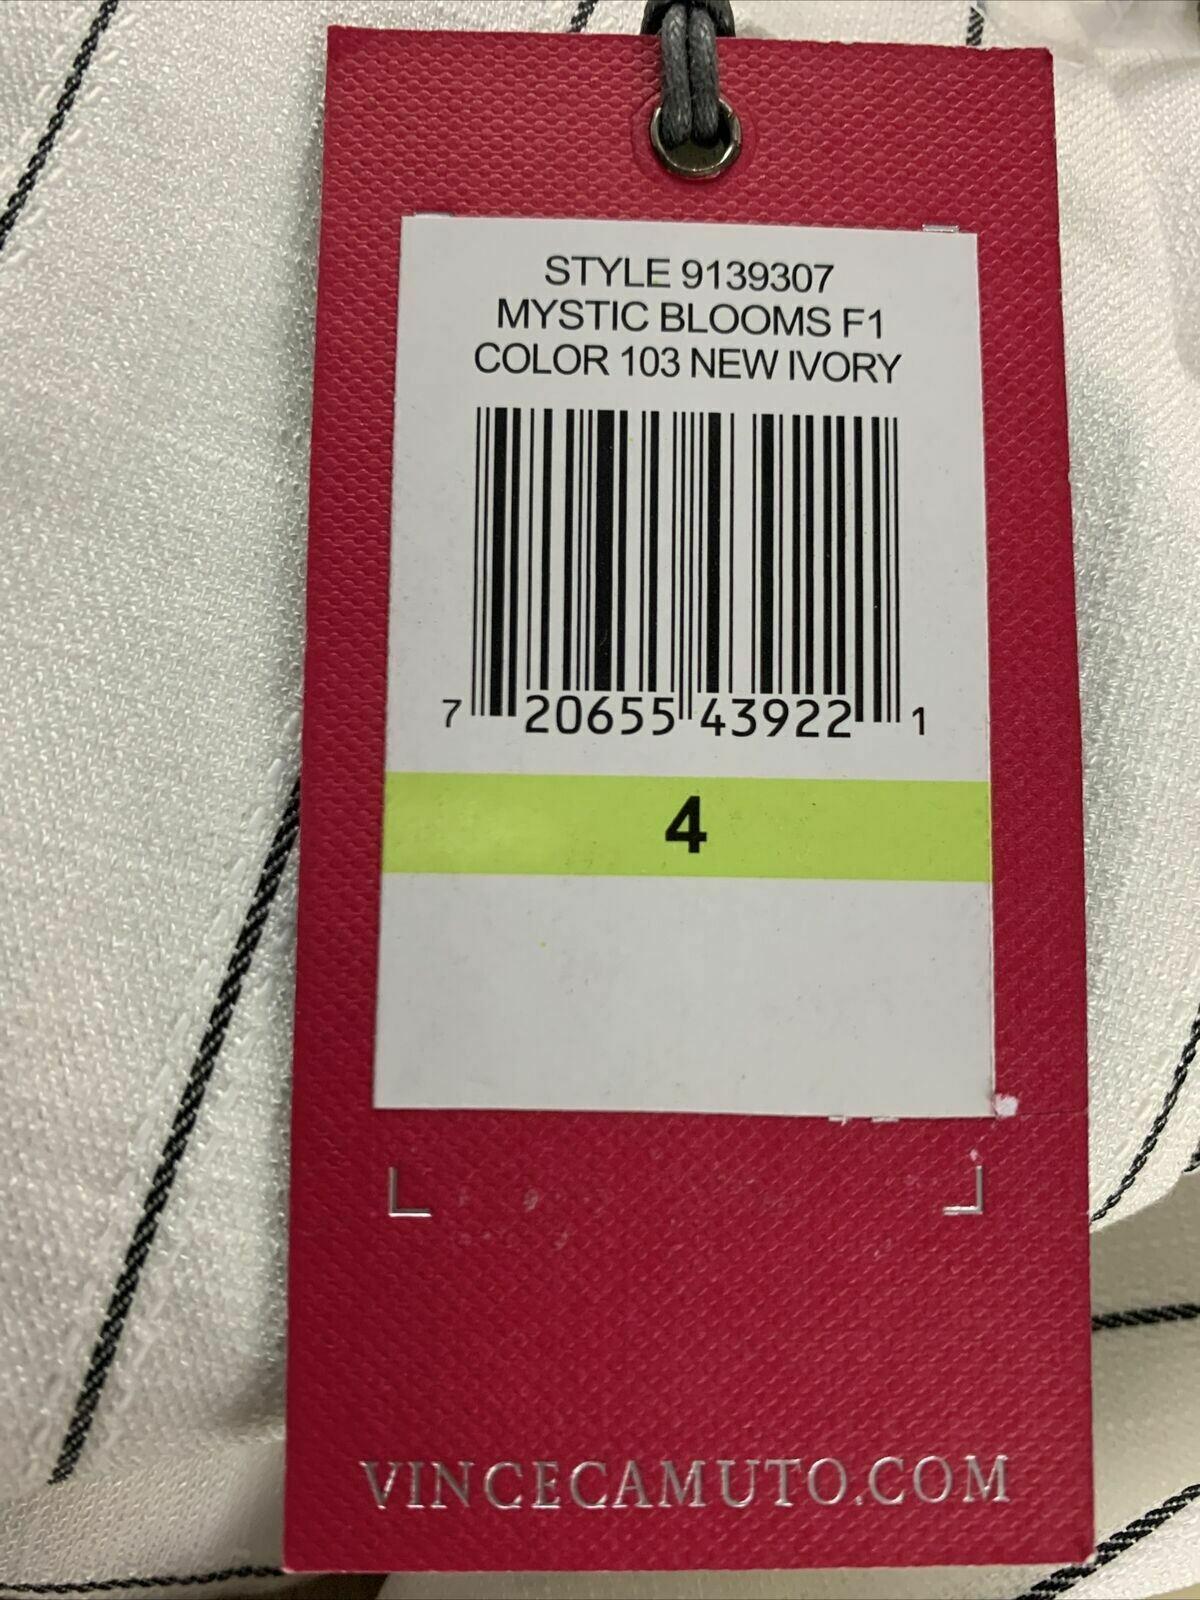 STYLE 9139307
MYSTIC BLOOMS F1
COLOR 103 NEW IVORY
7 20655 43922 1
4
VINCECAMUTO.COM